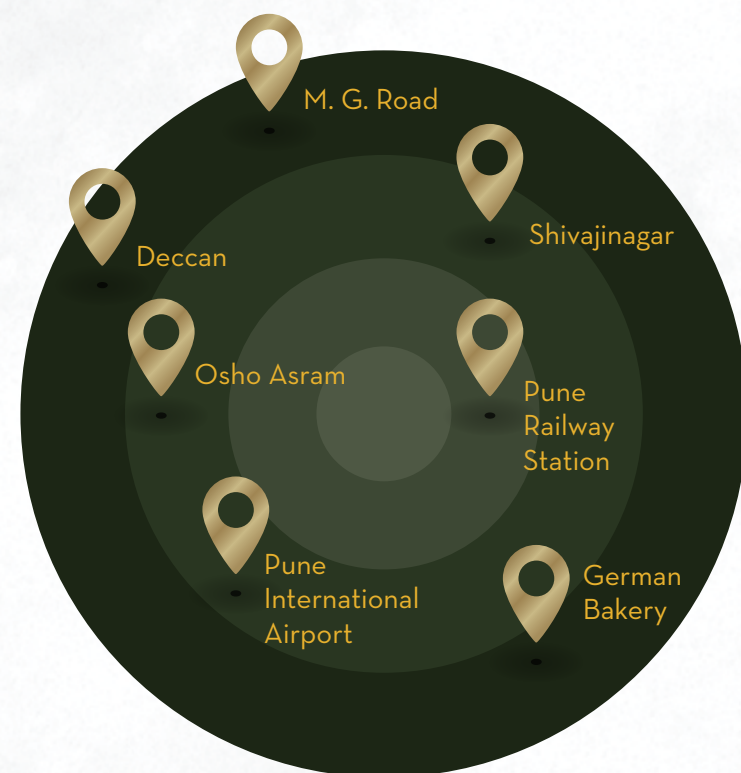 M. G. Road
Shivajinagar
Deccan
Osho Asram
Pune
Railway
Station
Pune
International
Airport
German
Bakery